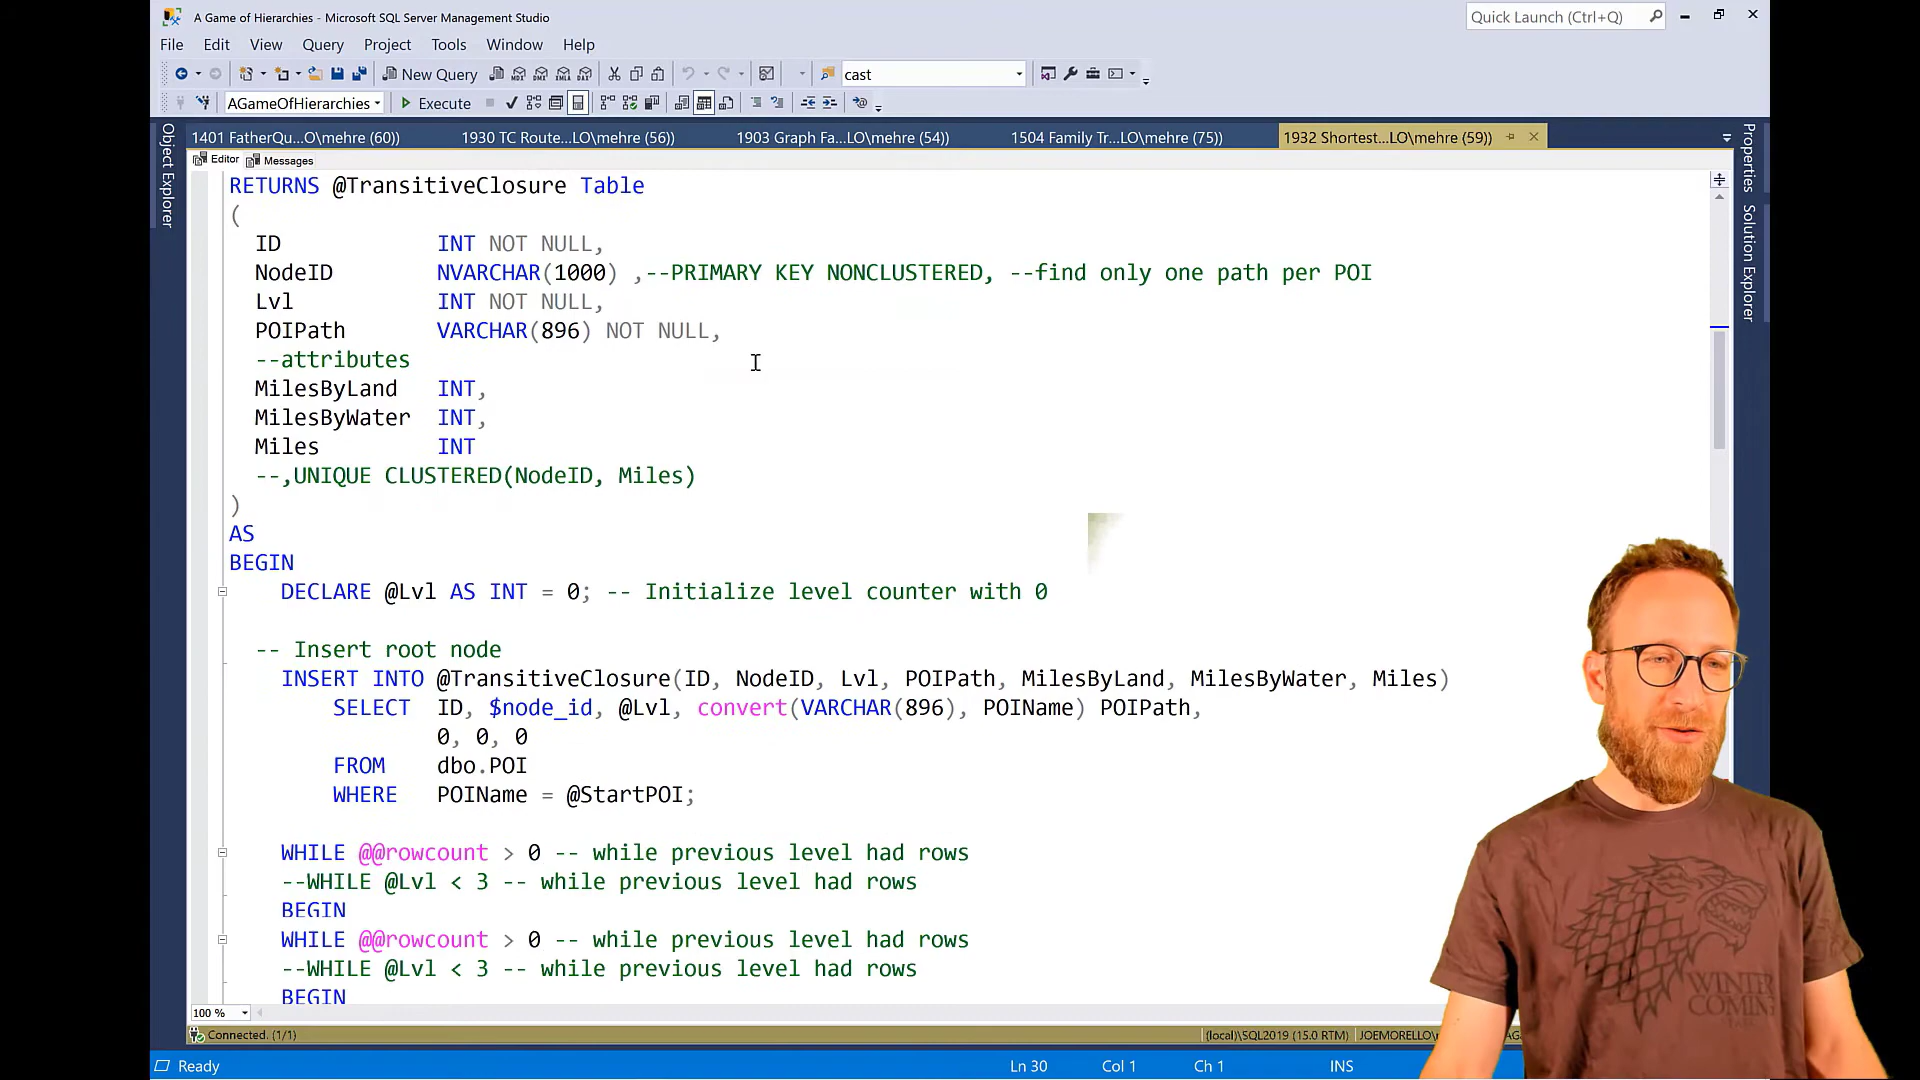 A Game of Hierarchies - Microsoft SQL Server Management Studio
Quick Launch (Ctrl+Q)
File Edit View Query Project Tools Window Help
New Query
cast
AGameOfHierarchies
Execute
1401 FatherQu...O\mehre (60))
1930 TC Route...LO\mehre (56))
1903 Graph Fa...LO\mehre (54))
1504 Family Tr...LO\mehre (75))
1932 Shortest...LO\mehre (59))
Object Explorer
Properties
Solution Explorer
Editor Messages
RETURNS @TransitiveClosure Table
(
ID INT NOT NULL,
NodeID NVARCHAR(1000) ,--PRIMARY KEY NONCLUSTERED, --find only one path per POI
Lvl INT NOT NULL,
POIPath VARCHAR(896) NOT NULL,
--attributes
MilesByLand INT,
MilesByWater INT,
Miles INT
--,UNIQUE CLUSTERED(NodeID, Miles)
)
AS
BEGIN
DECLARE @Lvl AS INT = 0; -- Initialize level counter with 0
-- Insert root node
INSERT INTO @TransitiveClosure(ID, NodeID, Lvl, POIPath, MilesByLand, MilesByWater, Miles)
SELECT ID, $node_id, @Lvl, convert(VARCHAR(896), POIName) POIPath,
0, 0, 0
FROM dbo.POI
WHERE POIName = @StartPOI;
WHILE @@rowcount > 0 -- while previous level had rows
--WHILE @Lvl < 3 -- while previous level had rows
BEGIN
WHILE @@rowcount > 0 -- while previous level had rows
--WHILE @Lvl < 3 -- while previous level had rows
BEGIN
WINTER
COMING
100 %
Connected. (1/1)
(local)\SQL2019 (15.0 RTM)
Ready
Ln 30
Col 1
Ch 1
INS